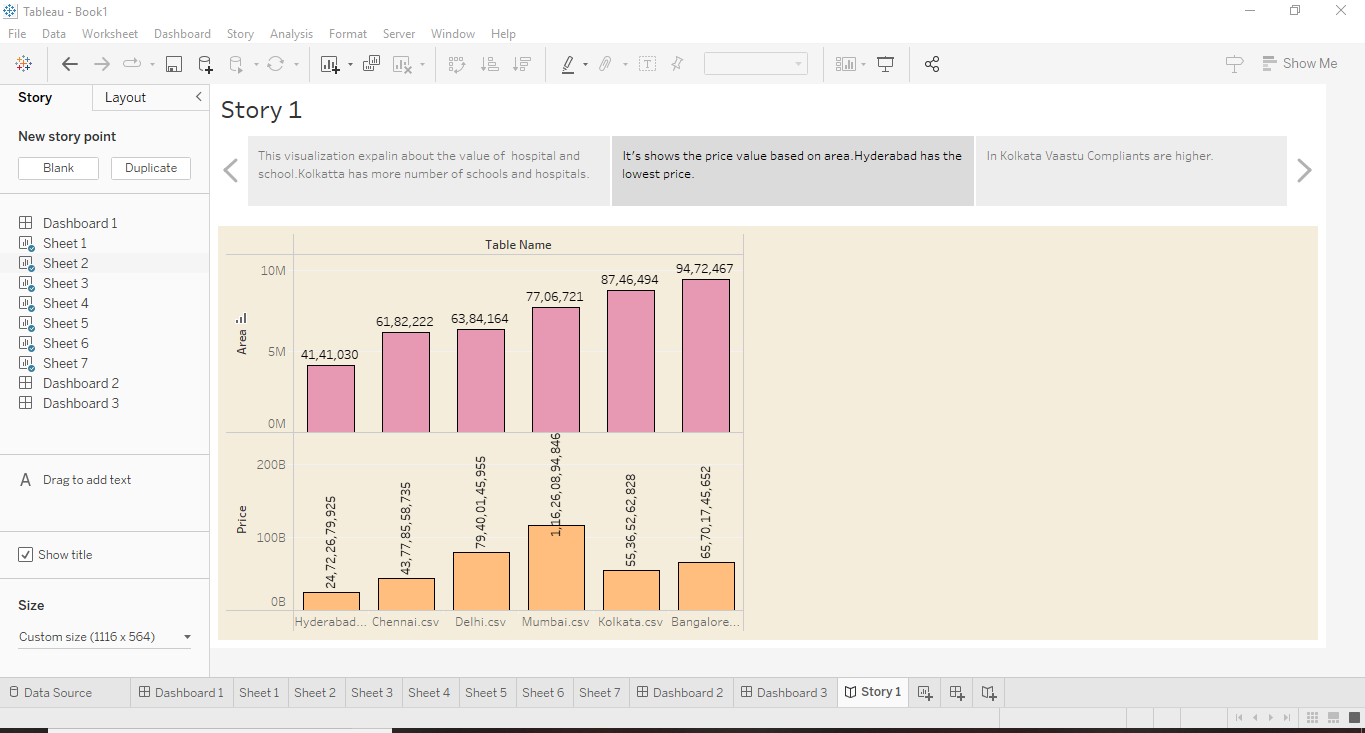 Tableau - Book1
File Data Worksheet Dashboard Story Analysis Format Server Window Help
Show Me
Story Layout
New story point
Blank Duplicate
Dashboard 1
Sheet 1
Sheet 2
Sheet 3
Sheet 4
Sheet 5
Sheet 6
Sheet 7
Dashboard 2
Dashboard 3
A Drag to add text
Show title
Size
Custom size (1116 x 564)
Story 1
This visualization expalin about the value of hospital and
school.Kolkatta has more number of schools and hospitals.
It's shows the price value based on area.Hyderabad has the
lowest price.
In Kolkata Vaastu Compliants are higher.
Table Name
Area
10M
5M
0M
41,41,030
61,82,222
63,84,164
77,06,721
87,46,494
94,72,467
Price
200B
100B
0B
24,72,26,79,925
43,77,85,58,735
79,40,01,45,955
1,16,26,08,94,846
55,36,52,62,828
65,70,17,45,652
Hyderabad... Chennai.csv Delhi.csv Mumbai.csv Kolkata.csv Bangalore...
Data Source Dashboard 1 Sheet 1 Sheet 2 Sheet 3 Sheet 4 Sheet 5 Sheet 6 Sheet 7 Dashboard 2 Dashboard 3 Story 1